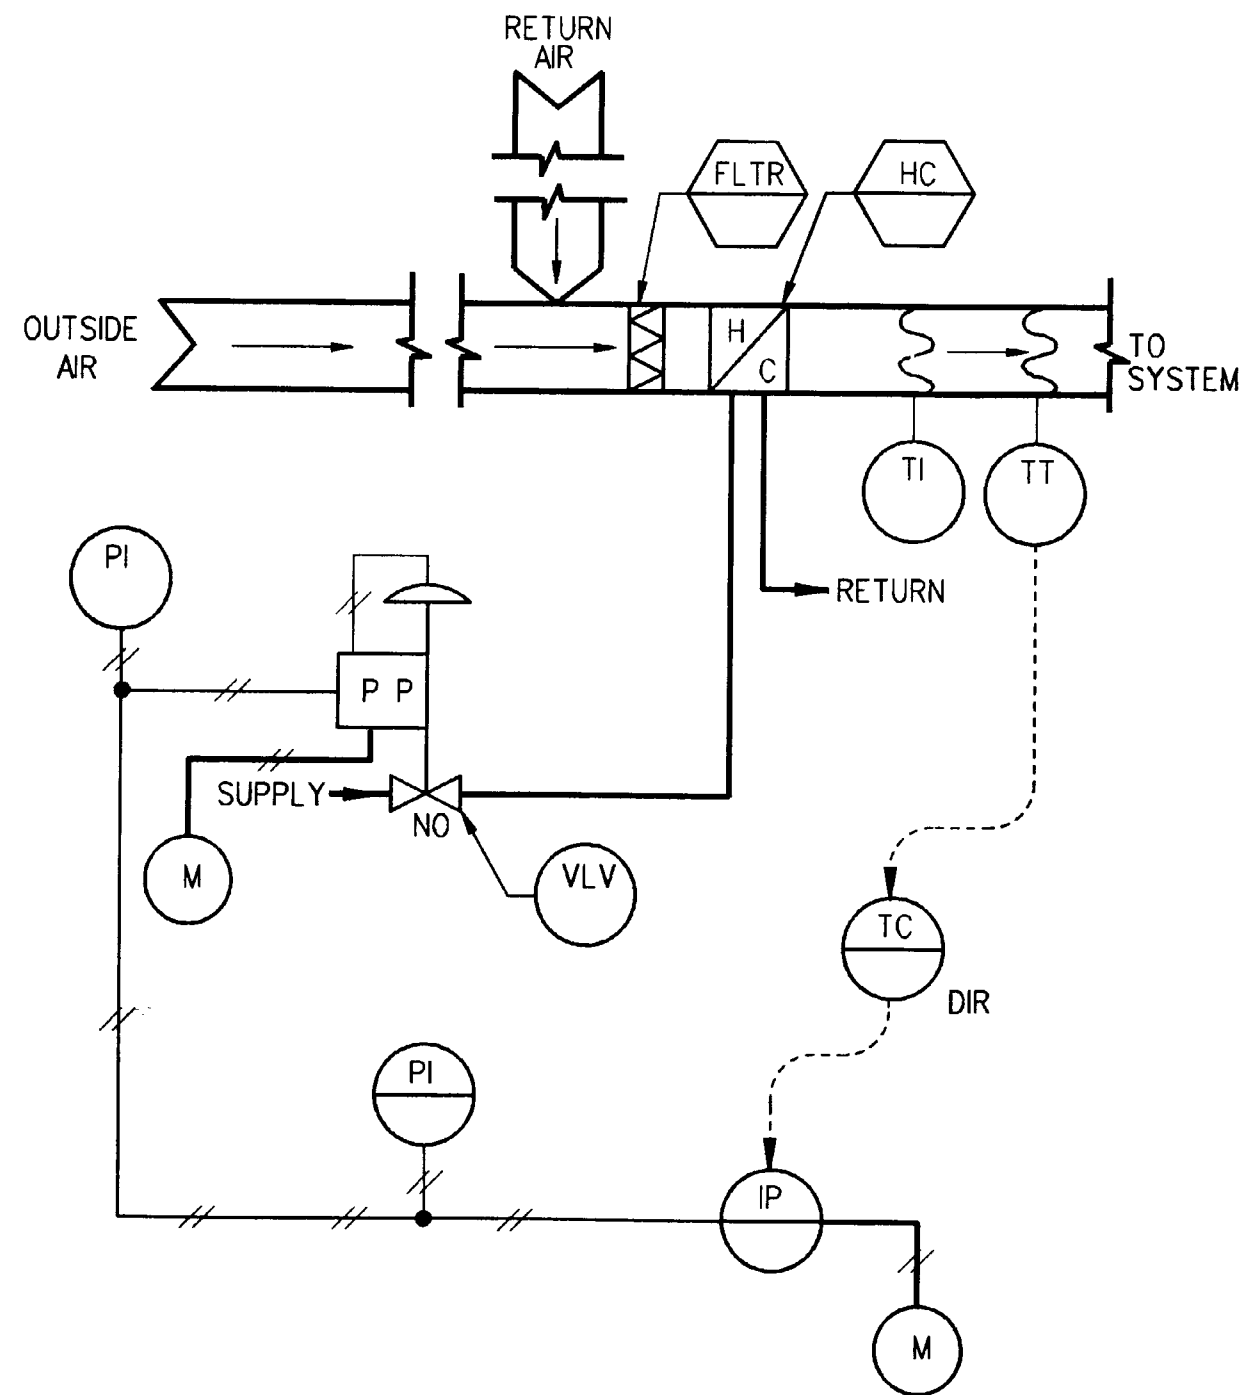 RETURN
AIR
FLTR
HC
OUTSIDE
AIR
H
C
TO
SYSTEM
TI
TT
PI
RETURN
P P
SUPPLY
NO
M
VLV
TC
DIR
PI
IP
M